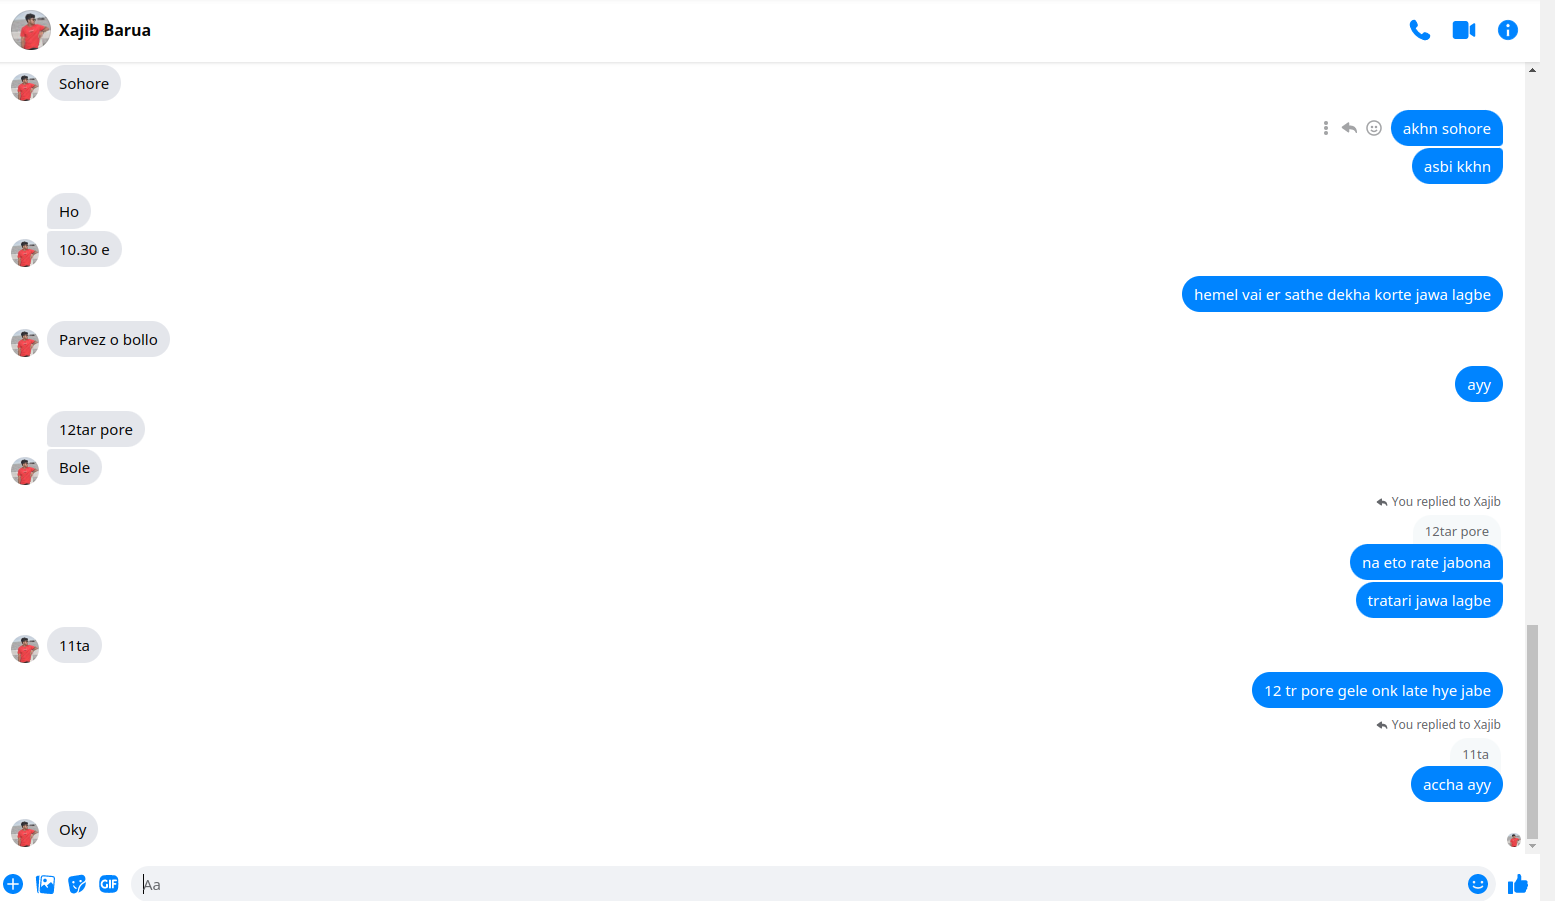 Xajib Barua
Sohore
akhn sohore
asbi kkhn
Ho
10.30 e
hemel vai er sathe dekha korte jawa lagbe
Parvez o bollo
ayy
12tar pore
Bole
You replied to Xajib
12tar pore
na eto rate jabona
tratari jawa lagbe
11ta
12 tr pore gele onk late hye jabe
You replied to Xajib
11ta
accha ayy
Oky
GIF
Aa